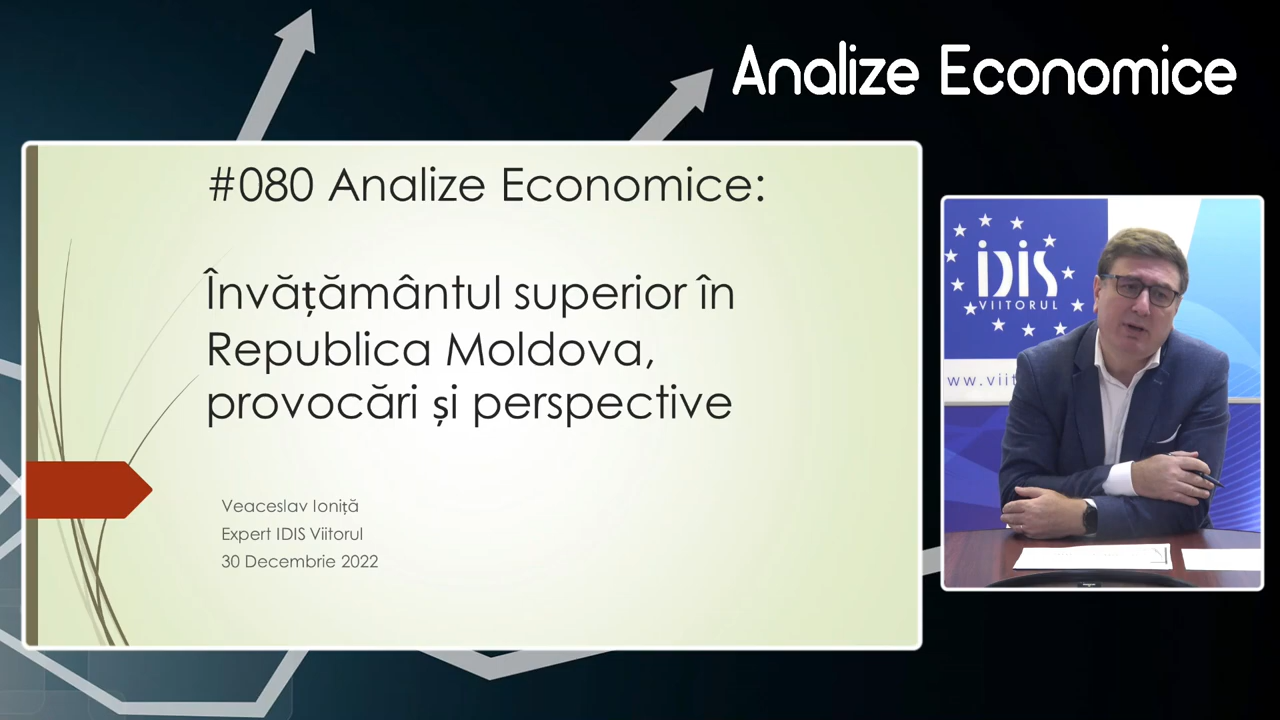 Analize Economice
#080 Analize Economice:
Învățământul superior în
Republica Moldova,
provocări și perspective
Veaceslav Ioniță
Expert IDIS Viitorul
30 Decembrie 2022
IDIS
VIITORUL
ww.viit